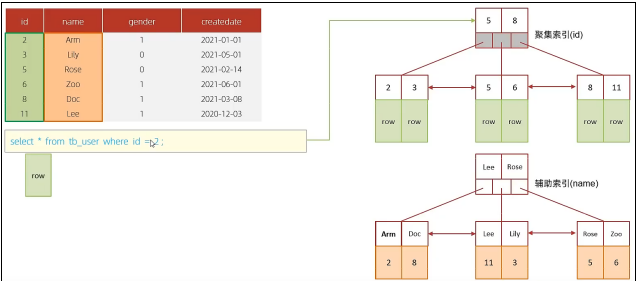 id name gender createdate
2 Arm 1 2021-01-01
3 Lily 0 2021-05-01
5 Rose 0 2021-02-14
6 Zoo 1 2021-06-01
8 Doc 1 2021-03-08
11 Lee 1 2020-12-03
select * from tb_user where id = 2 ;
row
5 8
聚集索引(id)
2 3 5 6 8 11
row row row row row row
Lee Rose
辅助索引(name)
Arm Doc Lee Lily Rose Zoo
2 8 11 3 5 6